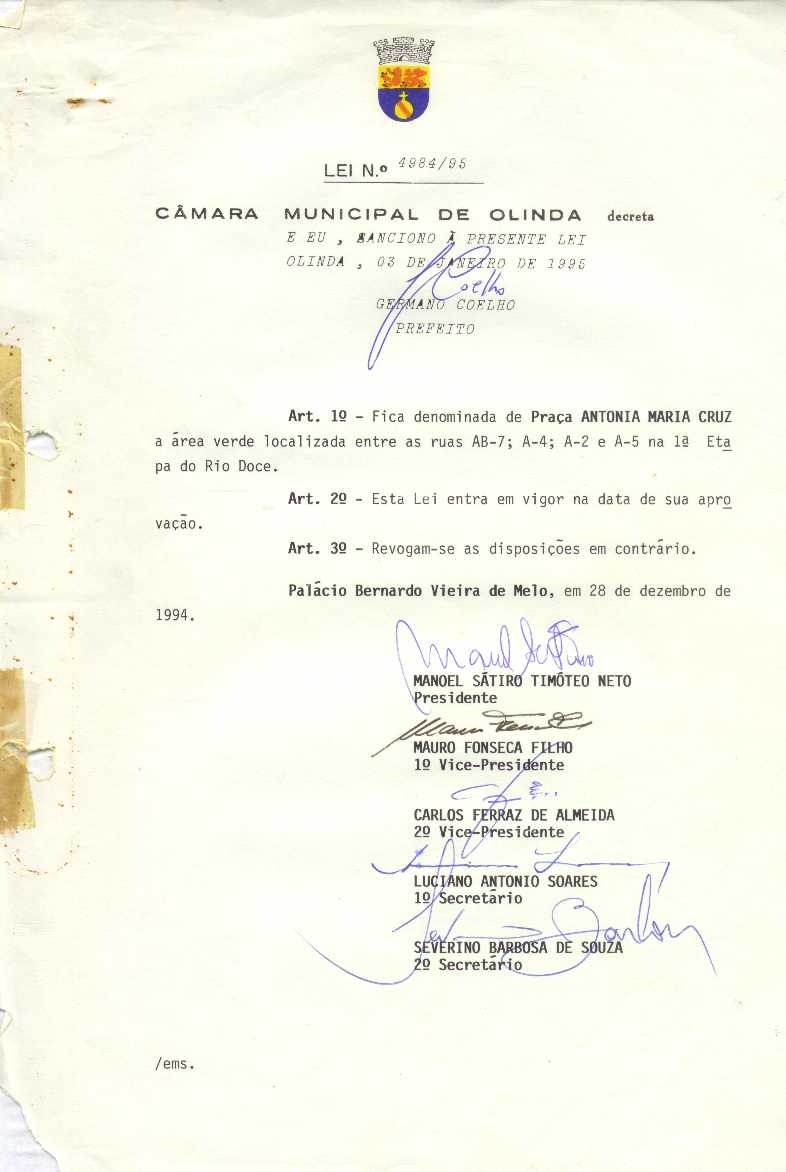 LEI N.º 4984/95
CÂMARA MUNICIPAL DE OLINDA decreta
E EU , SANCIONO À PRESENTE LEI
OLINDA , 03 DE JANEIRO DE 1995
Coelho
GERMANO COELHO
PREFEITO
Art. 1º - Fica denominada de Praça ANTONIA MARIA CRUZ
a área verde localizada entre as ruas AB-7; A-4; A-2 e A-5 na 1ª Eta
pa do Rio Doce.
Art. 2º - Esta Lei entra em vigor na data de sua apro
vação.
Art. 3º - Revogam-se as disposições em contrário.
Palácio Bernardo Vieira de Melo, em 28 de dezembro de
1994.
MANOEL SÁTIRO TIMÓTEO NETO
Presidente
MAURO FONSECA FILHO
1º Vice-Presidente
CARLOS FERRAZ DE ALMEIDA
2º Vice-Presidente
LUCIANO ANTONIO SOARES
1º Secretário
SEVERINO BARBOSA DE SOUZA
2º Secretário
/ems.